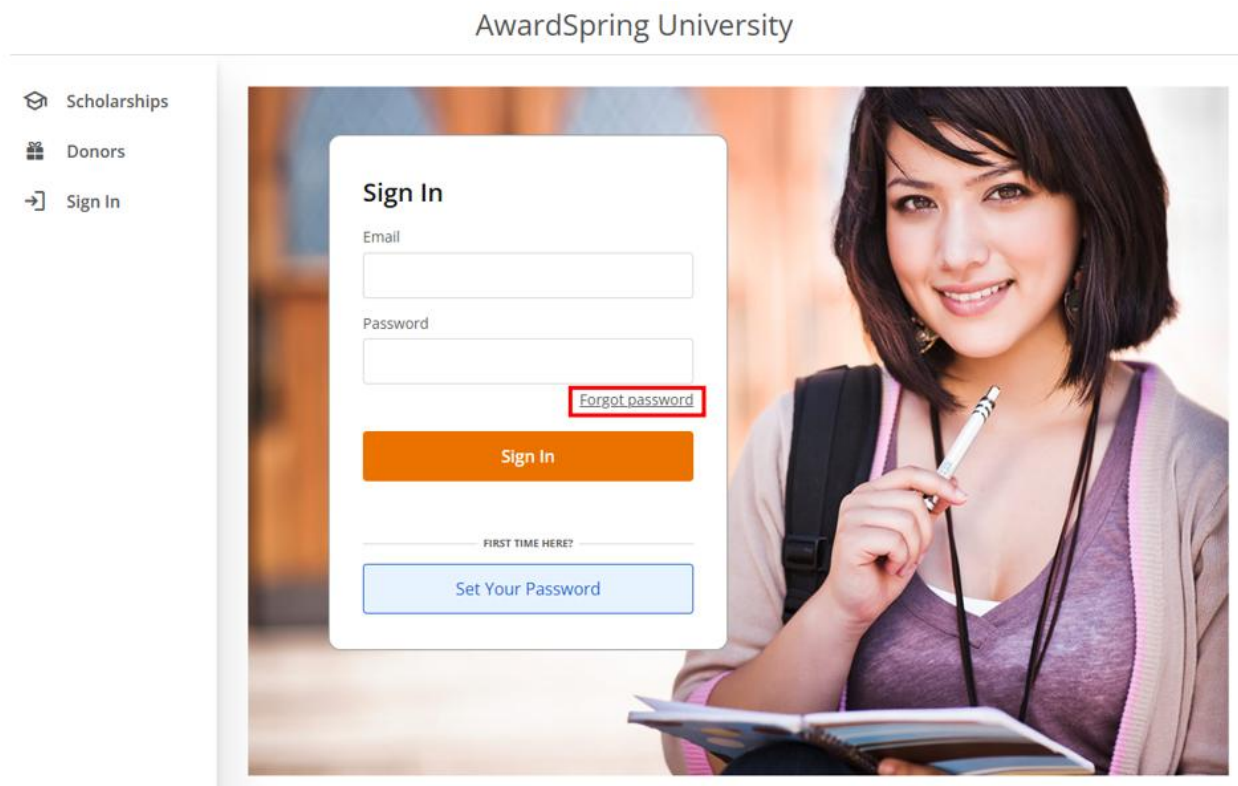 AwardSpring University
Scholarships
Donors
Sign In
Sign In
Email
Password
Forgot password
Sign In
FIRST TIME HERE?
Set Your Password